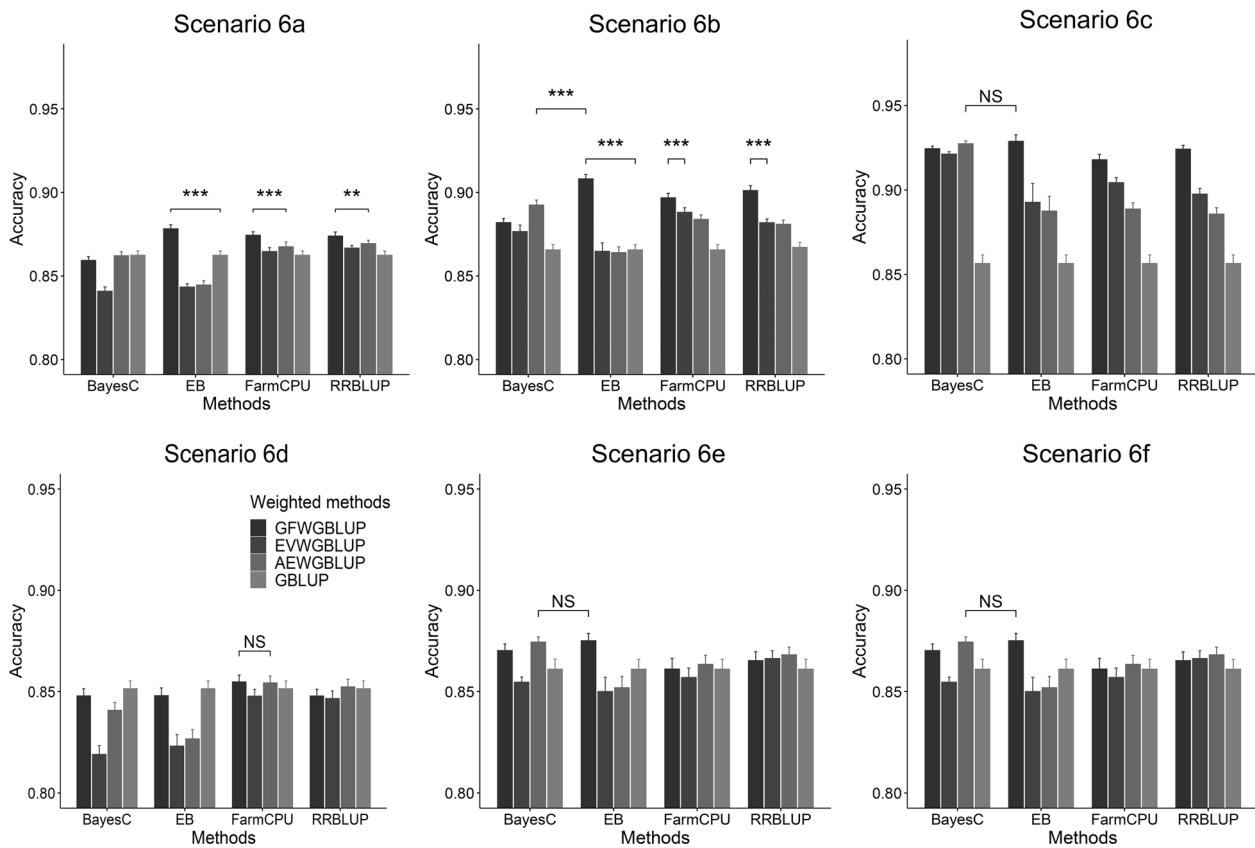 Scenario 6a
Accuracy
0.95
0.90
0.85
0.80
***
***
**
BayesC EB FarmCPU RRBLUP
Methods
Scenario 6b
Accuracy
0.95
0.90
0.85
0.80
***
***
***
***
BayesC EB FarmCPU RRBLUP
Methods
Scenario 6c
Accuracy
0.95
0.90
0.85
0.80
NS
BayesC EB FarmCPU RRBLUP
Methods
Scenario 6d
Accuracy
0.95
0.90
0.85
0.80
Weighted methods
GFWGBLUP
EVWGBLUP
AEWGBLUP
GBLUP
NS
BayesC EB FarmCPU RRBLUP
Methods
Scenario 6e
Accuracy
0.95
0.90
0.85
0.80
NS
BayesC EB FarmCPU RRBLUP
Methods
Scenario 6f
Accuracy
0.95
0.90
0.85
0.80
NS
BayesC EB FarmCPU RRBLUP
Methods